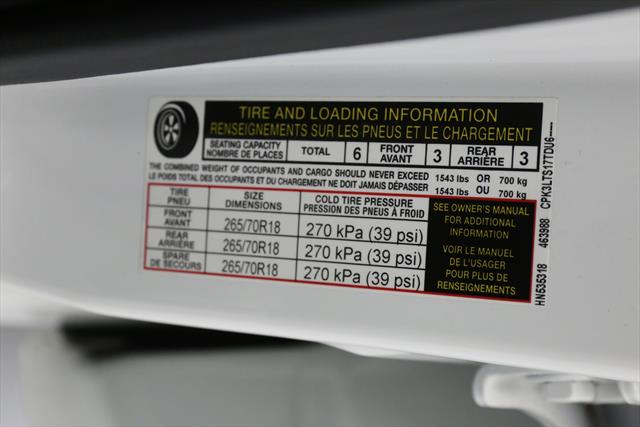 TIRE AND LOADING INFORMATION
RENSEIGNEMENTS SUR LES PNEUS ET LE CHARGEMENT
SEATING CAPACITY
NOMBRE DE PLACES
TOTAL 6
FRONT
AVANT
3
REAR
ARRIÈRE
3
THE COMBINED WEIGHT OF OCCUPANTS AND CARGO SHOULD NEVER EXCEED 1543 lbs OR 700 kg
LE POIDS TOTAL DES OCCUPANTS ET DU CHARGEMENT NE DOIT JAMAIS DÉPASSER 1543 lbs OU 700 kg
TIRE
PNEU
SIZE
DIMENSIONS
COLD TIRE PRESSURE
PRESSION DES PNEUS À FROID
FRONT
AVANT
265/70R18
270 kPa (39 psi)
REAR
ARRIÈRE
265/70R18
270 kPa (39 psi)
SPARE
DE SECOURS
265/70R18
270 kPa (39 psi)
SEE OWNER'S MANUAL
FOR ADDITIONAL
INFORMATION
VOIR LE MANUEL
DE L'USAGER
POUR PLUS DE
RENSEIGNEMENTS
HN535318 463988 CPK3LTS17TDU6